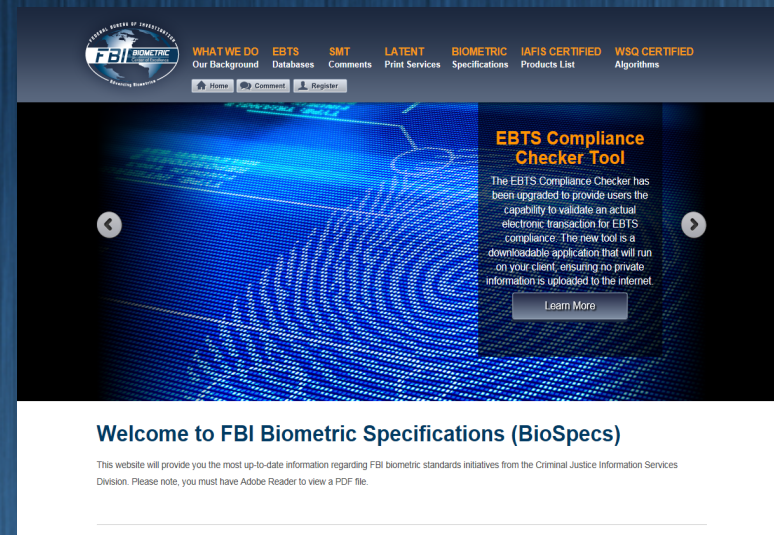 FEDERAL BUREAU OF INVESTIGATION
FBI BIOMETRIC
Center of Excellence
Advancing Biometrics
WHAT WE DO EBTS SMT LATENT BIOMETRIC IAFIS CERTIFIED WSQ CERTIFIED
Our Background Databases Comments Print Services Specifications Products List Algorithms
Home Comment Register
EBTS Compliance
Checker Tool
The EBTS Compliance Checker has
been upgraded to provide users the
capability to validate an actual
electronic transaction for EBTS
compliance. The new tool is a
downloadable application that will run
on your client, ensuring no private
information is uploaded to the internet.
Learn More
Welcome to FBI Biometric Specifications (BioSpecs)
This website will provide you the most up-to-date information regarding FBI biometric standards initiatives from the Criminal Justice Information Services
Division. Please note, you must have Adobe Reader to view a PDF file.